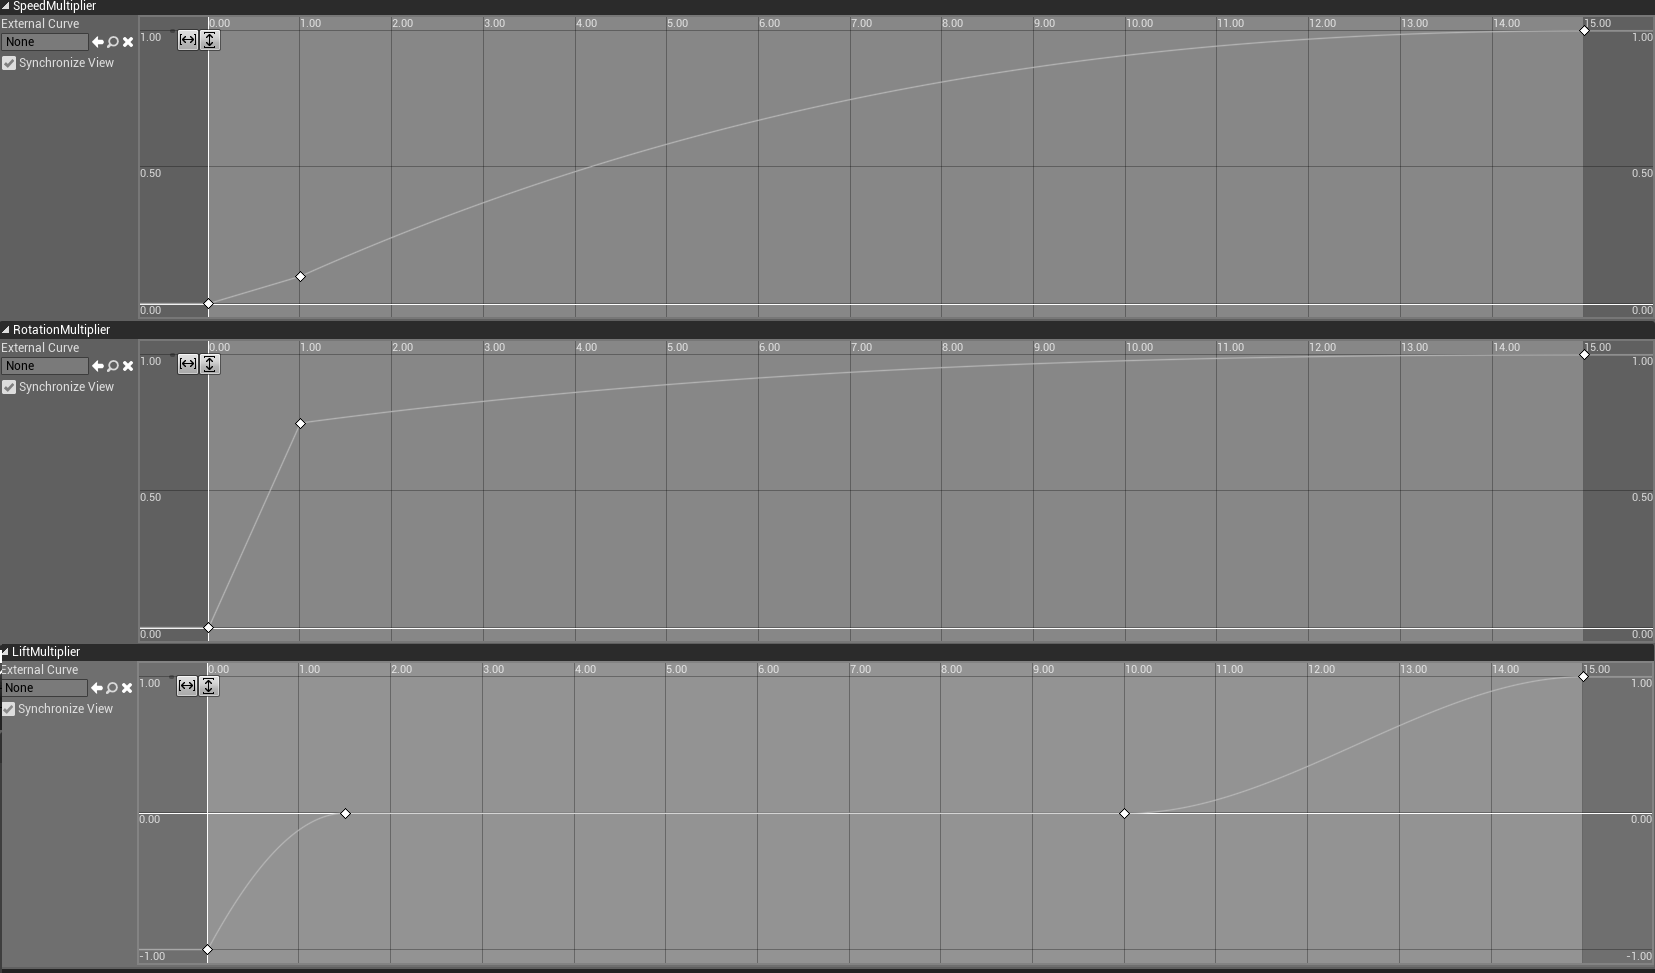 SpeedMultiplier
External Curve
None
Synchronize View
0.00 1.00 2.00 3.00 4.00 5.00 6.00 7.00 8.00 9.00 10.00 11.00 12.00 13.00 14.00 15.00
1.00 1.00
0.50 0.50
0.00 0.00
RotationMultiplier
External Curve
None
Synchronize View
0.00 1.00 2.00 3.00 4.00 5.00 6.00 7.00 8.00 9.00 10.00 11.00 12.00 13.00 14.00 15.00
1.00 1.00
0.50 0.50
0.00 0.00
LiftMultiplier
External Curve
None
Synchronize View
0.00 1.00 2.00 3.00 4.00 5.00 6.00 7.00 8.00 9.00 10.00 11.00 12.00 13.00 14.00 15.00
1.00 1.00
0.00 0.00
-1.00 -1.00